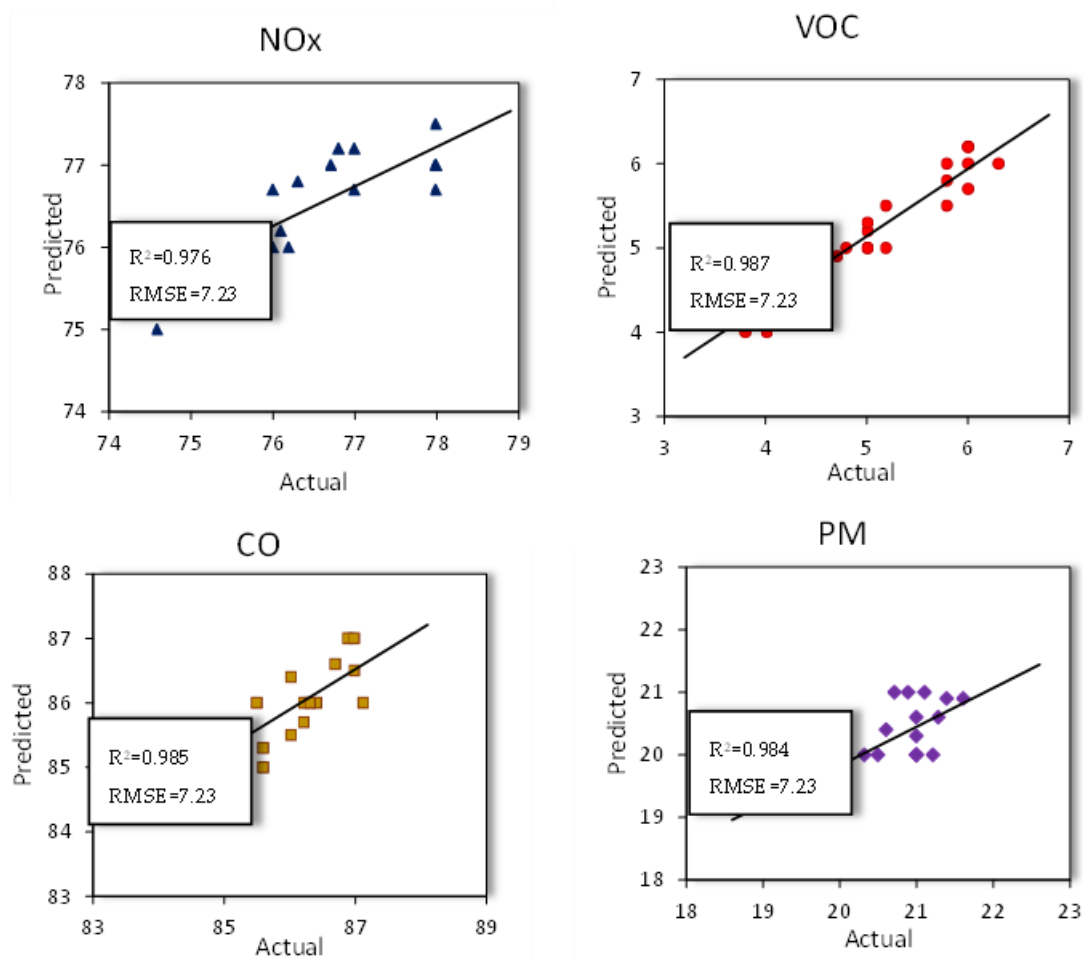 NOx
78
77
76
75
74
74
75
76
77
78
79
Predicted
Actual
R²=0.976
RMSE=7.23
VOC
7
6
5
4
3
3
4
5
6
7
Predicted
Actual
R²=0.987
RMSE=7.23
CO
88
87
86
85
84
83
83
85
87
89
Predicted
Actual
R²=0.985
RMSE=7.23
PM
23
22
21
20
19
18
18
19
20
21
22
23
Predicted
Actual
R²=0.984
RMSE=7.23